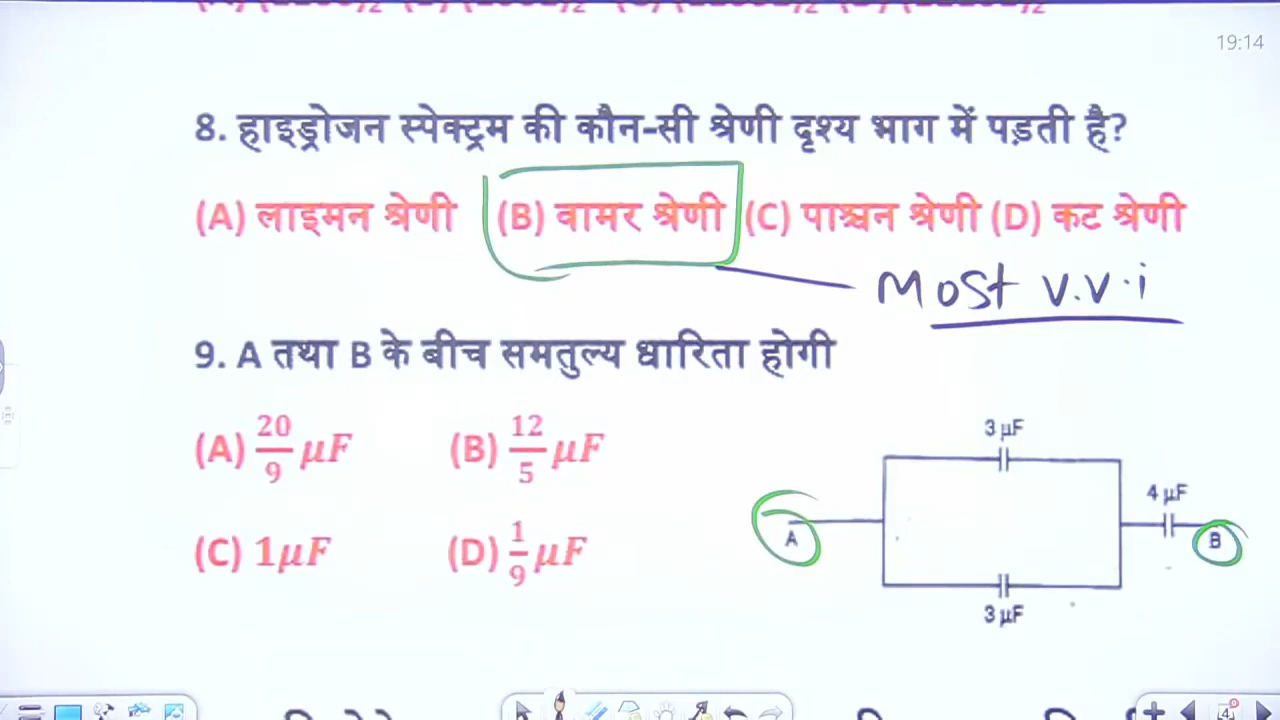 19:14
8. हाइड्रोजन स्पेक्ट्रम की कौन-सी श्रेणी दृश्य भाग में पड़ती है?
(A) लाइमन श्रेणी (B) वामर श्रेणी (C) पाश्चन श्रेणी (D) कट श्रेणी
Most v.v.i
9. A तथा B के बीच समतुल्य धारिता होगी
(A) 20/9 μF (B) 12/5 μF
(C) 1μF (D) 1/9 μF
3 μF
4 μF
A
B
3 μF